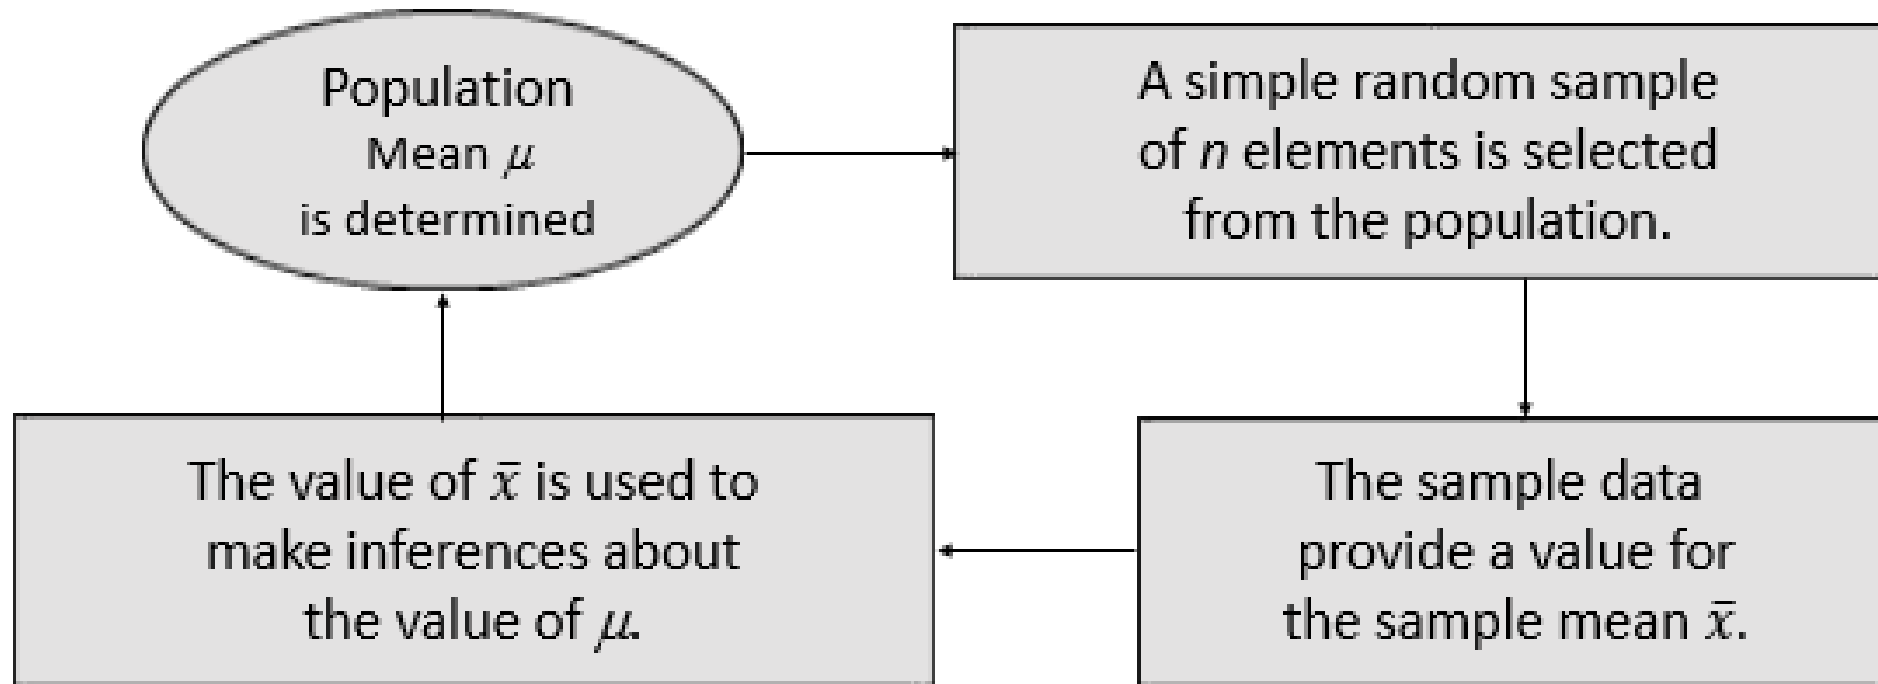 Population
Mean μ
is determined
A simple random sample
of n elements is selected
from the population.
The sample data
provide a value for
the sample mean x̄.
The value of x̄ is used to
make inferences about
the value of μ.